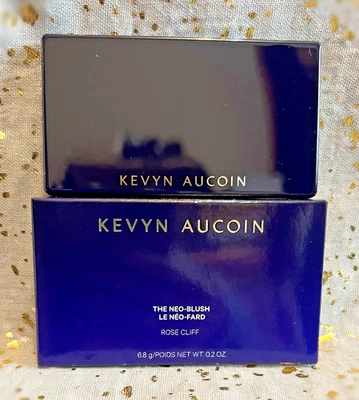 KEVYN AUCOIN
KEVYN AUCOIN
THE NEO-BLUSH
LE NÉO-FARD
ROSE CLIFF
6.8 g/POIDS NET WT. 0.2 OZ.